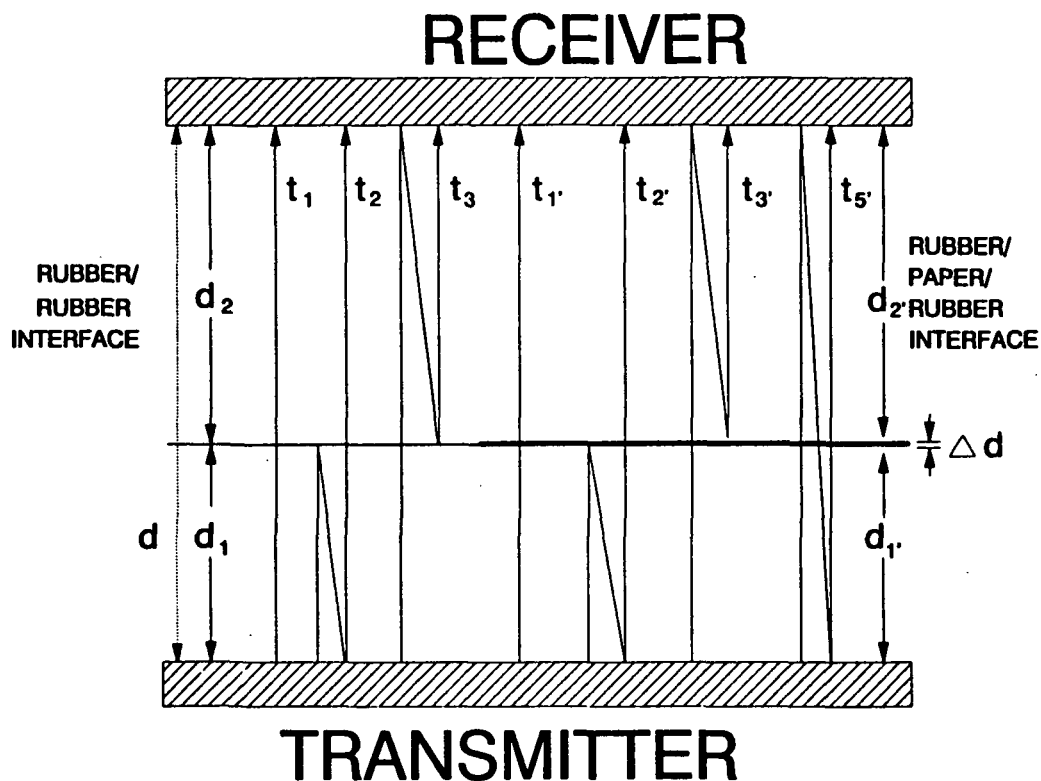 RECEIVER
t₁ t₂ t₃ t₁' t₂' t₃' t₅'
RUBBER/
RUBBER
INTERFACE
d₂
d₂'
RUBBER/
PAPER/
RUBBER
INTERFACE
△ d
d d₁ d₁'
TRANSMITTER